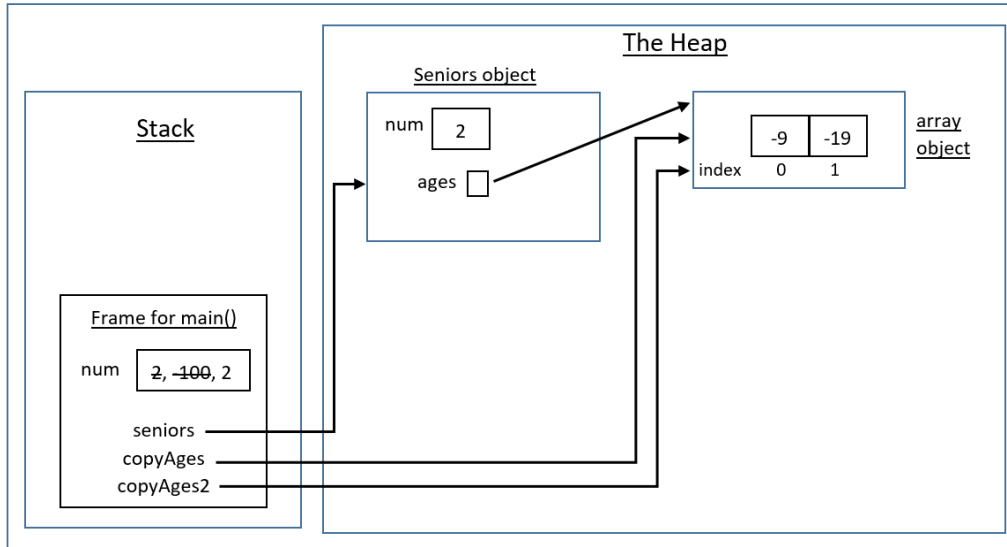 The Heap
Seniors object
Stack
num 2
ages
-9 -19
index 0 1
array
object
Frame for main()
num 2, -100, 2
seniors
copyAges
copyAges2